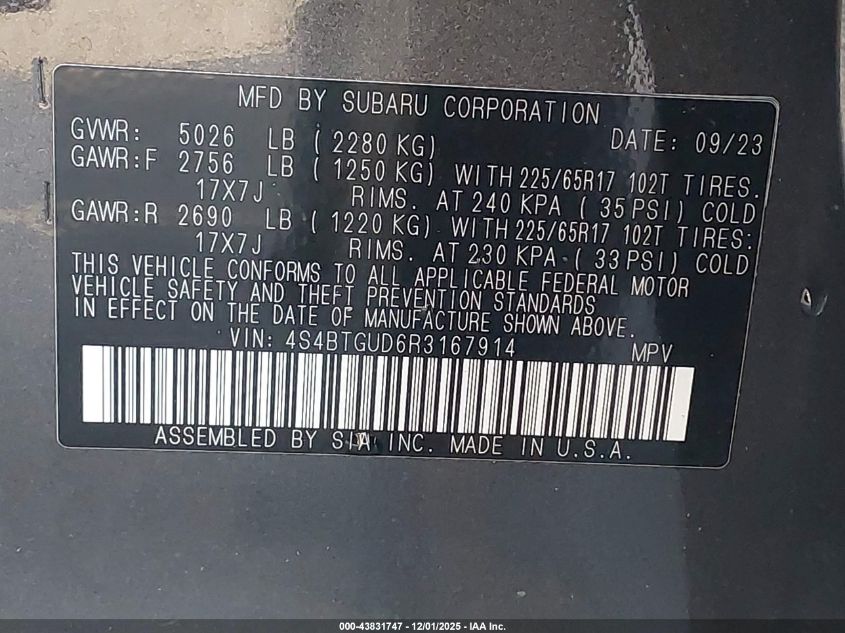 MFD BY SUBARU CORPORATION
GVWR: 5026 LB ( 2280 KG) DATE: 09/23
GAWR:F 2756 LB ( 1250 KG) WITH 225/65R17 102T TIRES.
17X7J RIMS. AT 240 KPA ( 35 PSI) COLD
GAWR:R 2690 LB ( 1220 KG) WITH 225/65R17 102T TIRES:
17X7J RIMS. AT 230 KPA ( 33 PSI) COLD
THIS VEHICLE CONFORMS TO ALL APPLICABLE FEDERAL MOTOR
VEHICLE SAFETY AND THEFT PREVENTION STANDARDS
IN EFFECT ON THE DATE OF MANUFACTURE SHOWN ABOVE.
VIN: 4S4BTGUD6R3167914 MPV
ASSEMBLED BY SIA INC. MADE IN U.S.A.
000-43831747 - 12/01/2025 - IAA Inc.